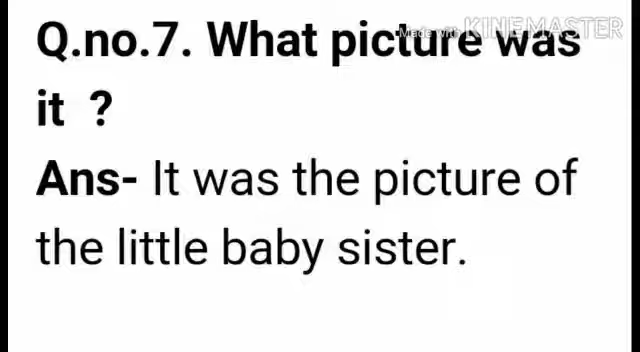 Made with KINEMASTER
Q.no.7. What picture was
it ?
Ans- It was the picture of
the little baby sister.